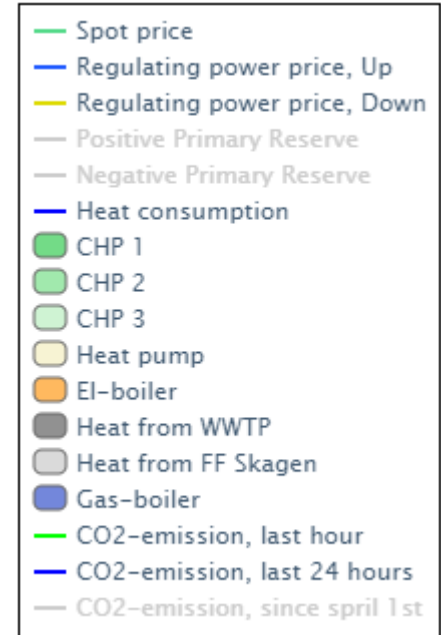 Spot price
Regulating power price, Up
Regulating power price, Down
Positive Primary Reserve
Negative Primary Reserve
Heat consumption
CHP 1
CHP 2
CHP 3
Heat pump
El-boiler
Heat from WWTP
Heat from FF Skagen
Gas-boiler
CO2-emission, last hour
CO2-emission, last 24 hours
CO2-emission, since spril 1st